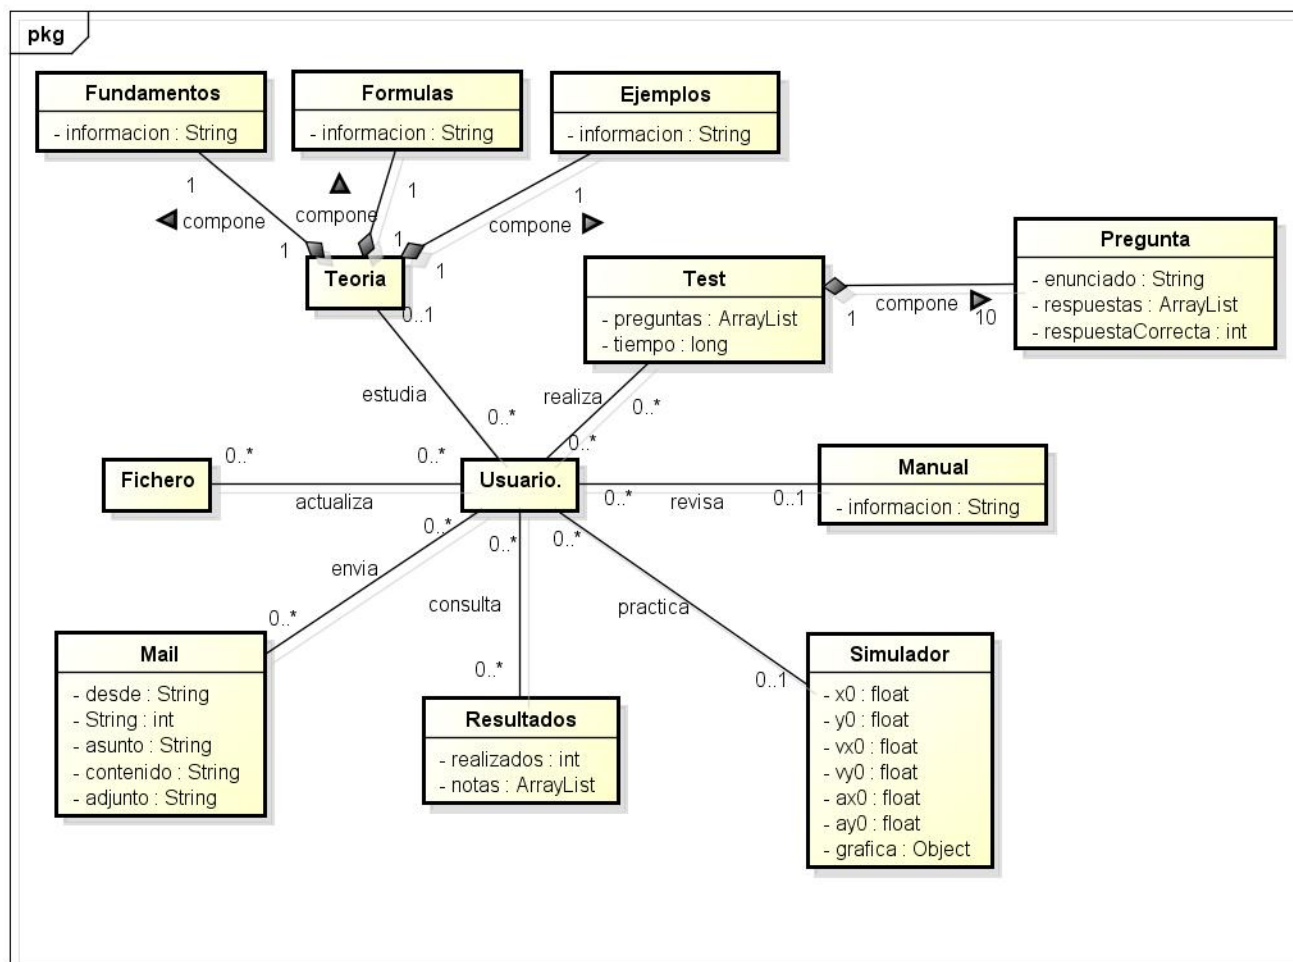 pkg
Fundamentos
- informacion : String
Formulas
- informacion : String
Ejemplos
- informacion : String
1
compone
1
1
compone
1
1
compone
1
Teoria
0..1
Test
- preguntas : ArrayList
- tiempo : long
1
compone
10
Pregunta
- enunciado : String
- respuestas : ArrayList
- respuestaCorrecta : int
estudia
0..*
realiza
0..*
0..*
Fichero
0..*
0..*
actualiza
Usuario.
0..*
revisa
0..1
Manual
- informacion : String
0..*
envia
0..*
0..*
consulta
0..*
0..*
practica
0..1
Mail
- desde : String
- String : int
- asunto : String
- contenido : String
- adjunto : String
Resultados
- realizados : int
- notas : ArrayList
Simulador
- x0 : float
- y0 : float
- vx0 : float
- vy0 : float
- ax0 : float
- ay0 : float
- grafica : Object